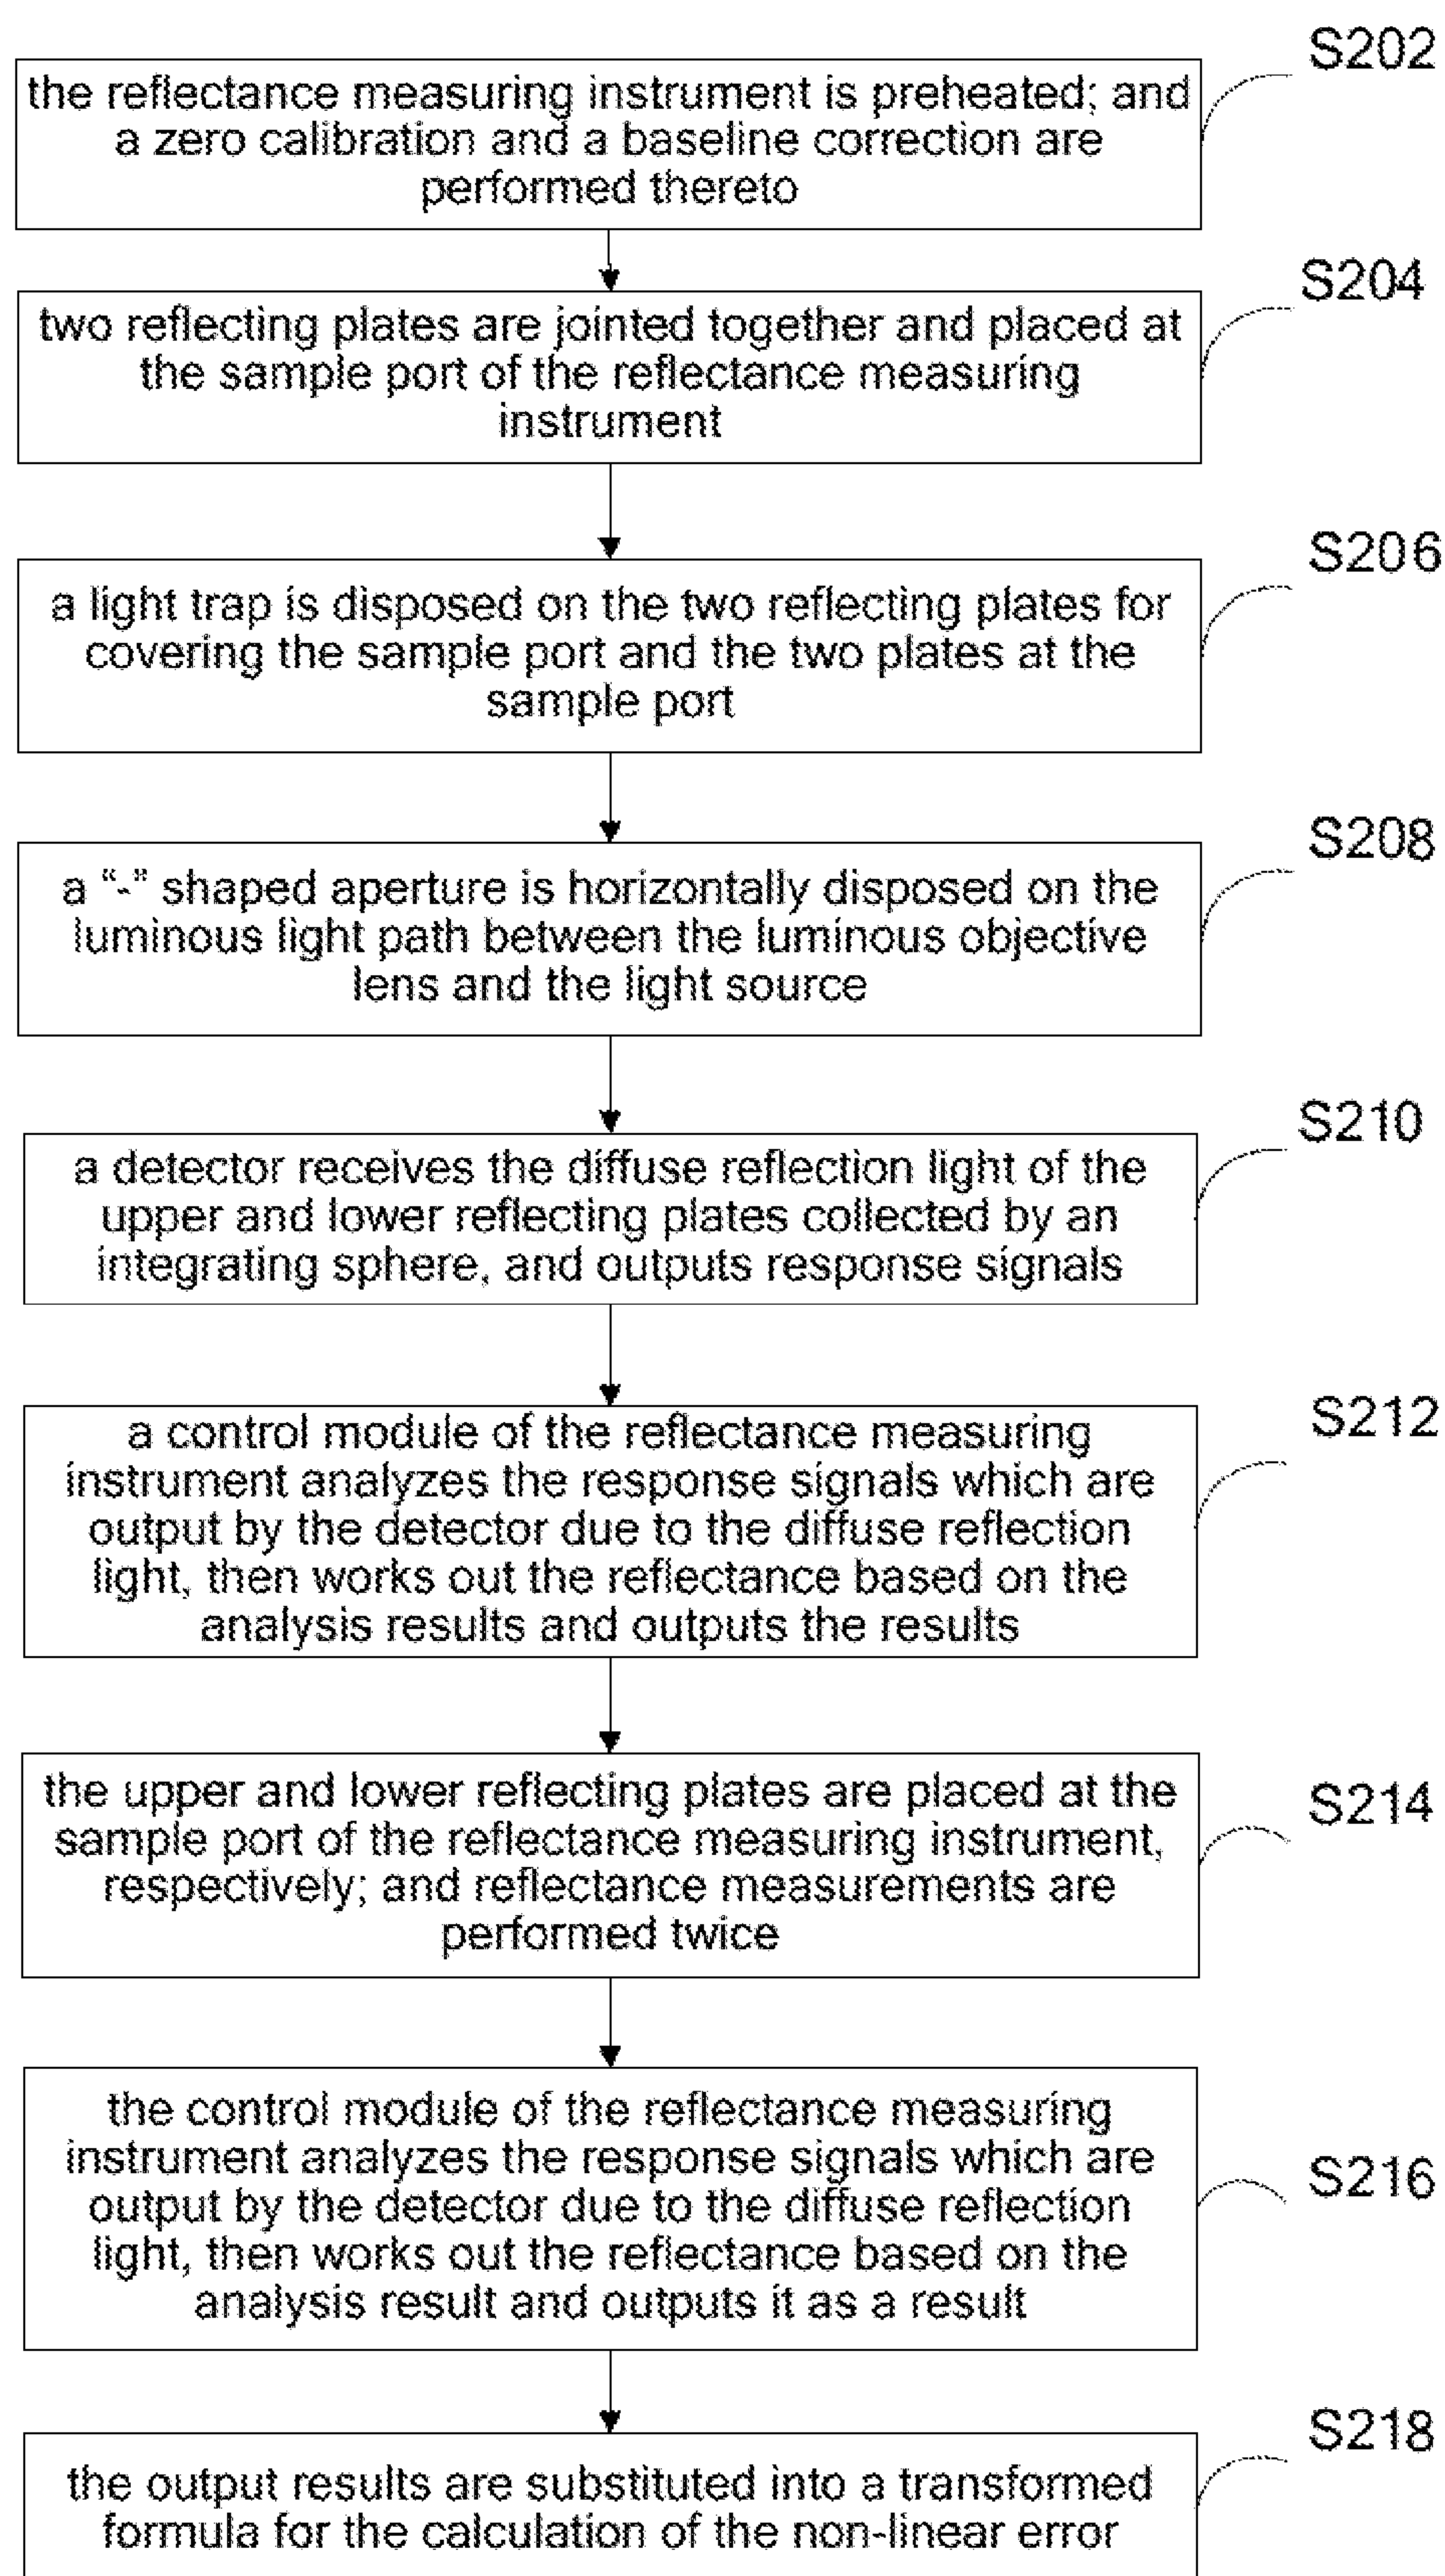 S202
the reflectance measuring instrument is preheated; and
a zero calibration and a baseline correction are
performed thereto
S204
two reflecting plates are jointed together and placed at
the sample port of the reflectance measuring
instrument
S206
a light trap is disposed on the two reflecting plates for
covering the sample port and the two plates at the
sample port
S208
a “-” shaped aperture is horizontally disposed on the
luminous light path between the luminous objective
lens and the light source
S210
a detector receives the diffuse reflection light of the
upper and lower reflecting plates collected by an
integrating sphere, and outputs response signals
S212
a control module of the reflectance measuring
instrument analyzes the response signals which are
output by the detector due to the diffuse reflection
light, then works out the reflectance based on the
analysis results and outputs the results
S214
the upper and lower reflecting plates are placed at the
sample port of the reflectance measuring instrument,
respectively; and reflectance measurements are
performed twice
S216
the control module of the reflectance measuring
instrument analyzes the response signals which are
output by the detector due to the diffuse reflection
light, then works out the reflectance based on the
analysis result and outputs it as a result
S218
the output results are substituted into a transformed
formula for the calculation of the non-linear error